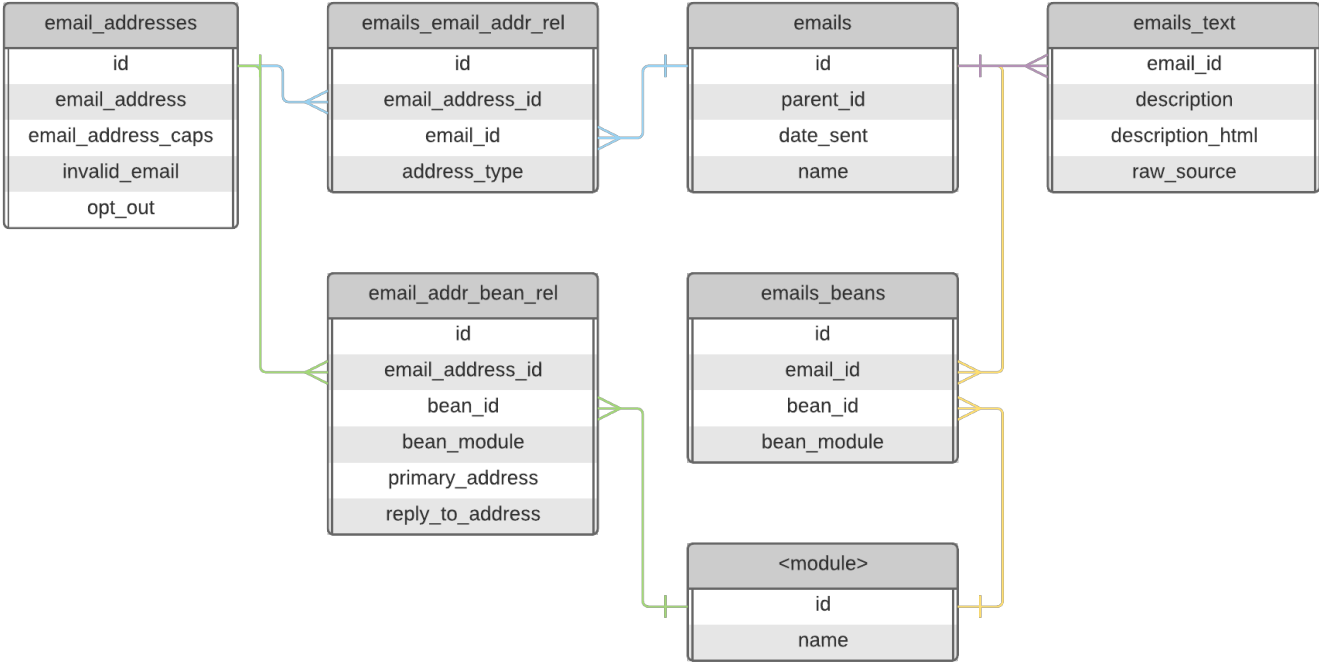 email_addresses
id
email_address
email_address_caps
invalid_email
opt_out
emails_email_addr_rel
id
email_address_id
email_id
address_type
emails
id
parent_id
date_sent
name
emails_text
email_id
description
description_html
raw_source
email_addr_bean_rel
id
email_address_id
bean_id
bean_module
primary_address
reply_to_address
emails_beans
id
email_id
bean_id
bean_module
<module>
id
name